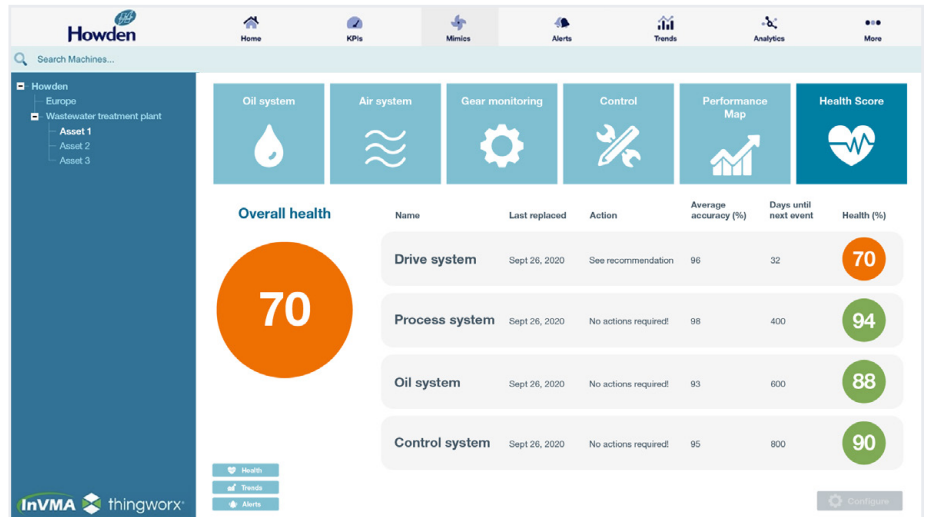 Howden
Home
KPIs
Mimics
Alerts
Trends
Analytics
More
Search Machines...
Howden
Europe
Wastewater treatment plant
Asset 1
Asset 2
Asset 3
Oil system
Air system
Gear monitoring
Control
Performance
Map
Health Score
Overall health
70
Name
Last replaced
Action
Average
accuracy (%)
Days until
next event
Health (%)
Drive system
Sept 26, 2020
See recommendation
96
32
70
Process system
Sept 26, 2020
No actions required!
98
400
94
Oil system
Sept 26, 2020
No actions required!
93
600
88
Control system
Sept 26, 2020
No actions required!
95
800
90
Health
Trends
Alerts
InVMA
thingworx
Configure